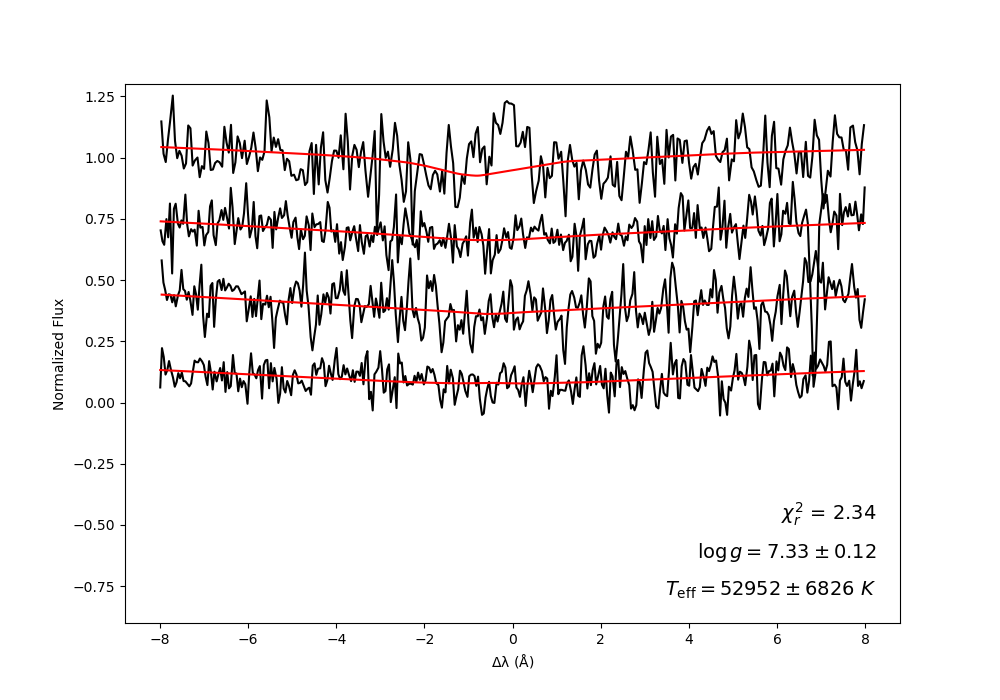 1.25
1.00
0.75
0.50
0.25
0.00
−0.25
−0.50
−0.75
Normalized Flux
χ²ᵣ = 2.34
log g = 7.33 ± 0.12
T_eff = 52952 ± 6826 K
−8 −6 −4 −2 0 2 4 6 8
Δλ (Å)